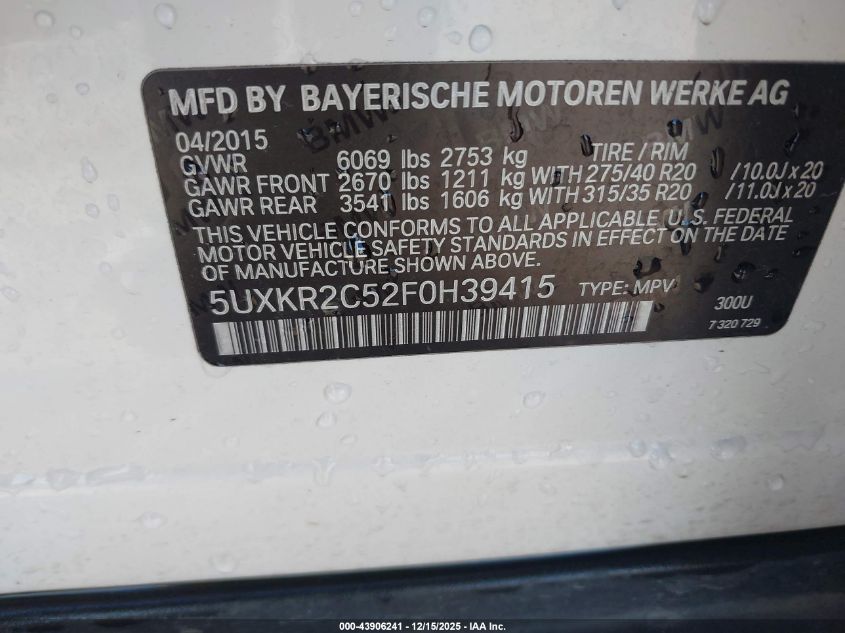 MFD BY BAYERISCHE MOTOREN WERKE AG
04/2015
GVWR 6069 lbs 2753 kg TIRE / RIM
GAWR FRONT 2670 lbs 1211 kg WITH 275/40 R20 /10.0J x 20
GAWR REAR 3541 lbs 1606 kg WITH 315/35 R20 /11.0J x 20
THIS VEHICLE CONFORMS TO ALL APPLICABLE U.S. FEDERAL
MOTOR VEHICLE SAFETY STANDARDS IN EFFECT ON THE DATE
OF MANUFACTURE SHOWN ABOVE.
5UXKR2C52F0H39415 TYPE: MPV 300U
7 320 729
000-43906241 - 12/15/2025 - IAA Inc.